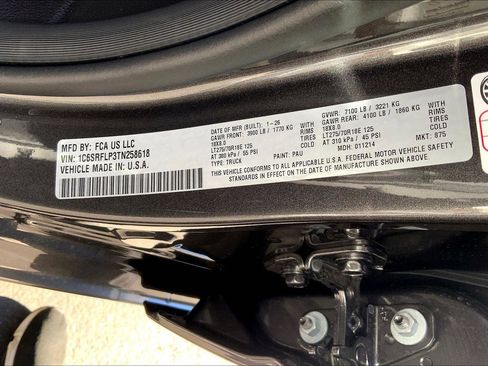 MFD BY: FCA US LLC
VIN: 1C6SRFLP3TN258618
VEHICLE MADE IN: U.S.A.
DATE OF MFD (BUILT): 1-26
GAWR FRONT: 3900 LB / 1770 KG WITH
18X8.0 RIMS
LT275/70R18E 125 TIRES
AT 380 kPa / 55 PSI COLD
TYPE: TRUCK PAINT: PAU
GVWR: 7100 LB / 3221 KG
GAWR REAR: 4100 LB / 1860 KG WITH
18X8.0 RIMS
LT275/70R18E 125 TIRES
AT 310 kPa / 45 PSI COLD
MDH: 011214 MKT: 875
THIS VEHICLE CONFORMS TO ALL APPLICABLE U.S.A. FEDERAL MOTOR VEHICLE SAFETY
STANDARDS IN EFFECT ON THE DATE OF MANUFACTURE SHOWN ABOVE.